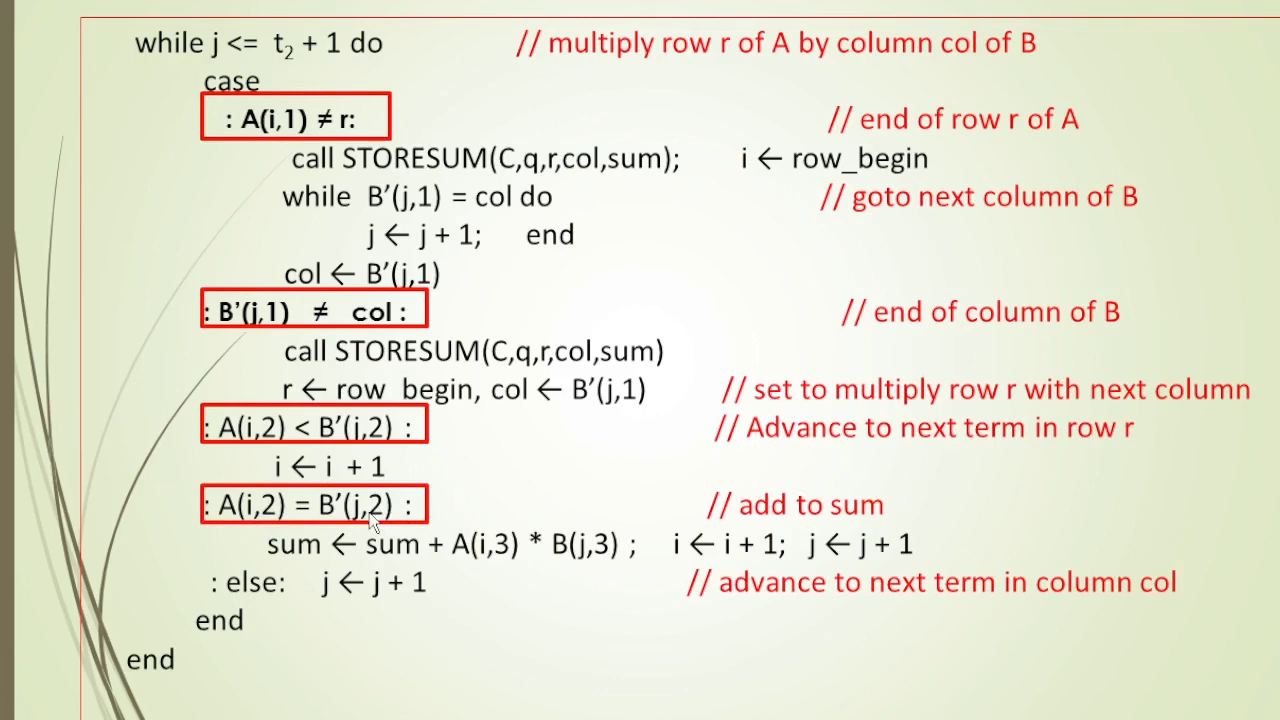 while j <= t₂ + 1 do // multiply row r of A by column col of B
case
: A(i,1) ≠ r: // end of row r of A
call STORESUM(C,q,r,col,sum); i ← row_begin
while B’(j,1) = col do // goto next column of B
j ← j + 1; end
col ← B’(j,1)
: B’(j,1) ≠ col : // end of column of B
call STORESUM(C,q,r,col,sum)
r ← row begin, col ← B’(j,1) // set to multiply row r with next column
: A(i,2) < B’(j,2) : // Advance to next term in row r
i ← i + 1
: A(i,2) = B’(j,2) : // add to sum
sum ← sum + A(i,3) * B(j,3) ; i ← i + 1; j ← j + 1
: else: j ← j + 1 // advance to next term in column col
end
end